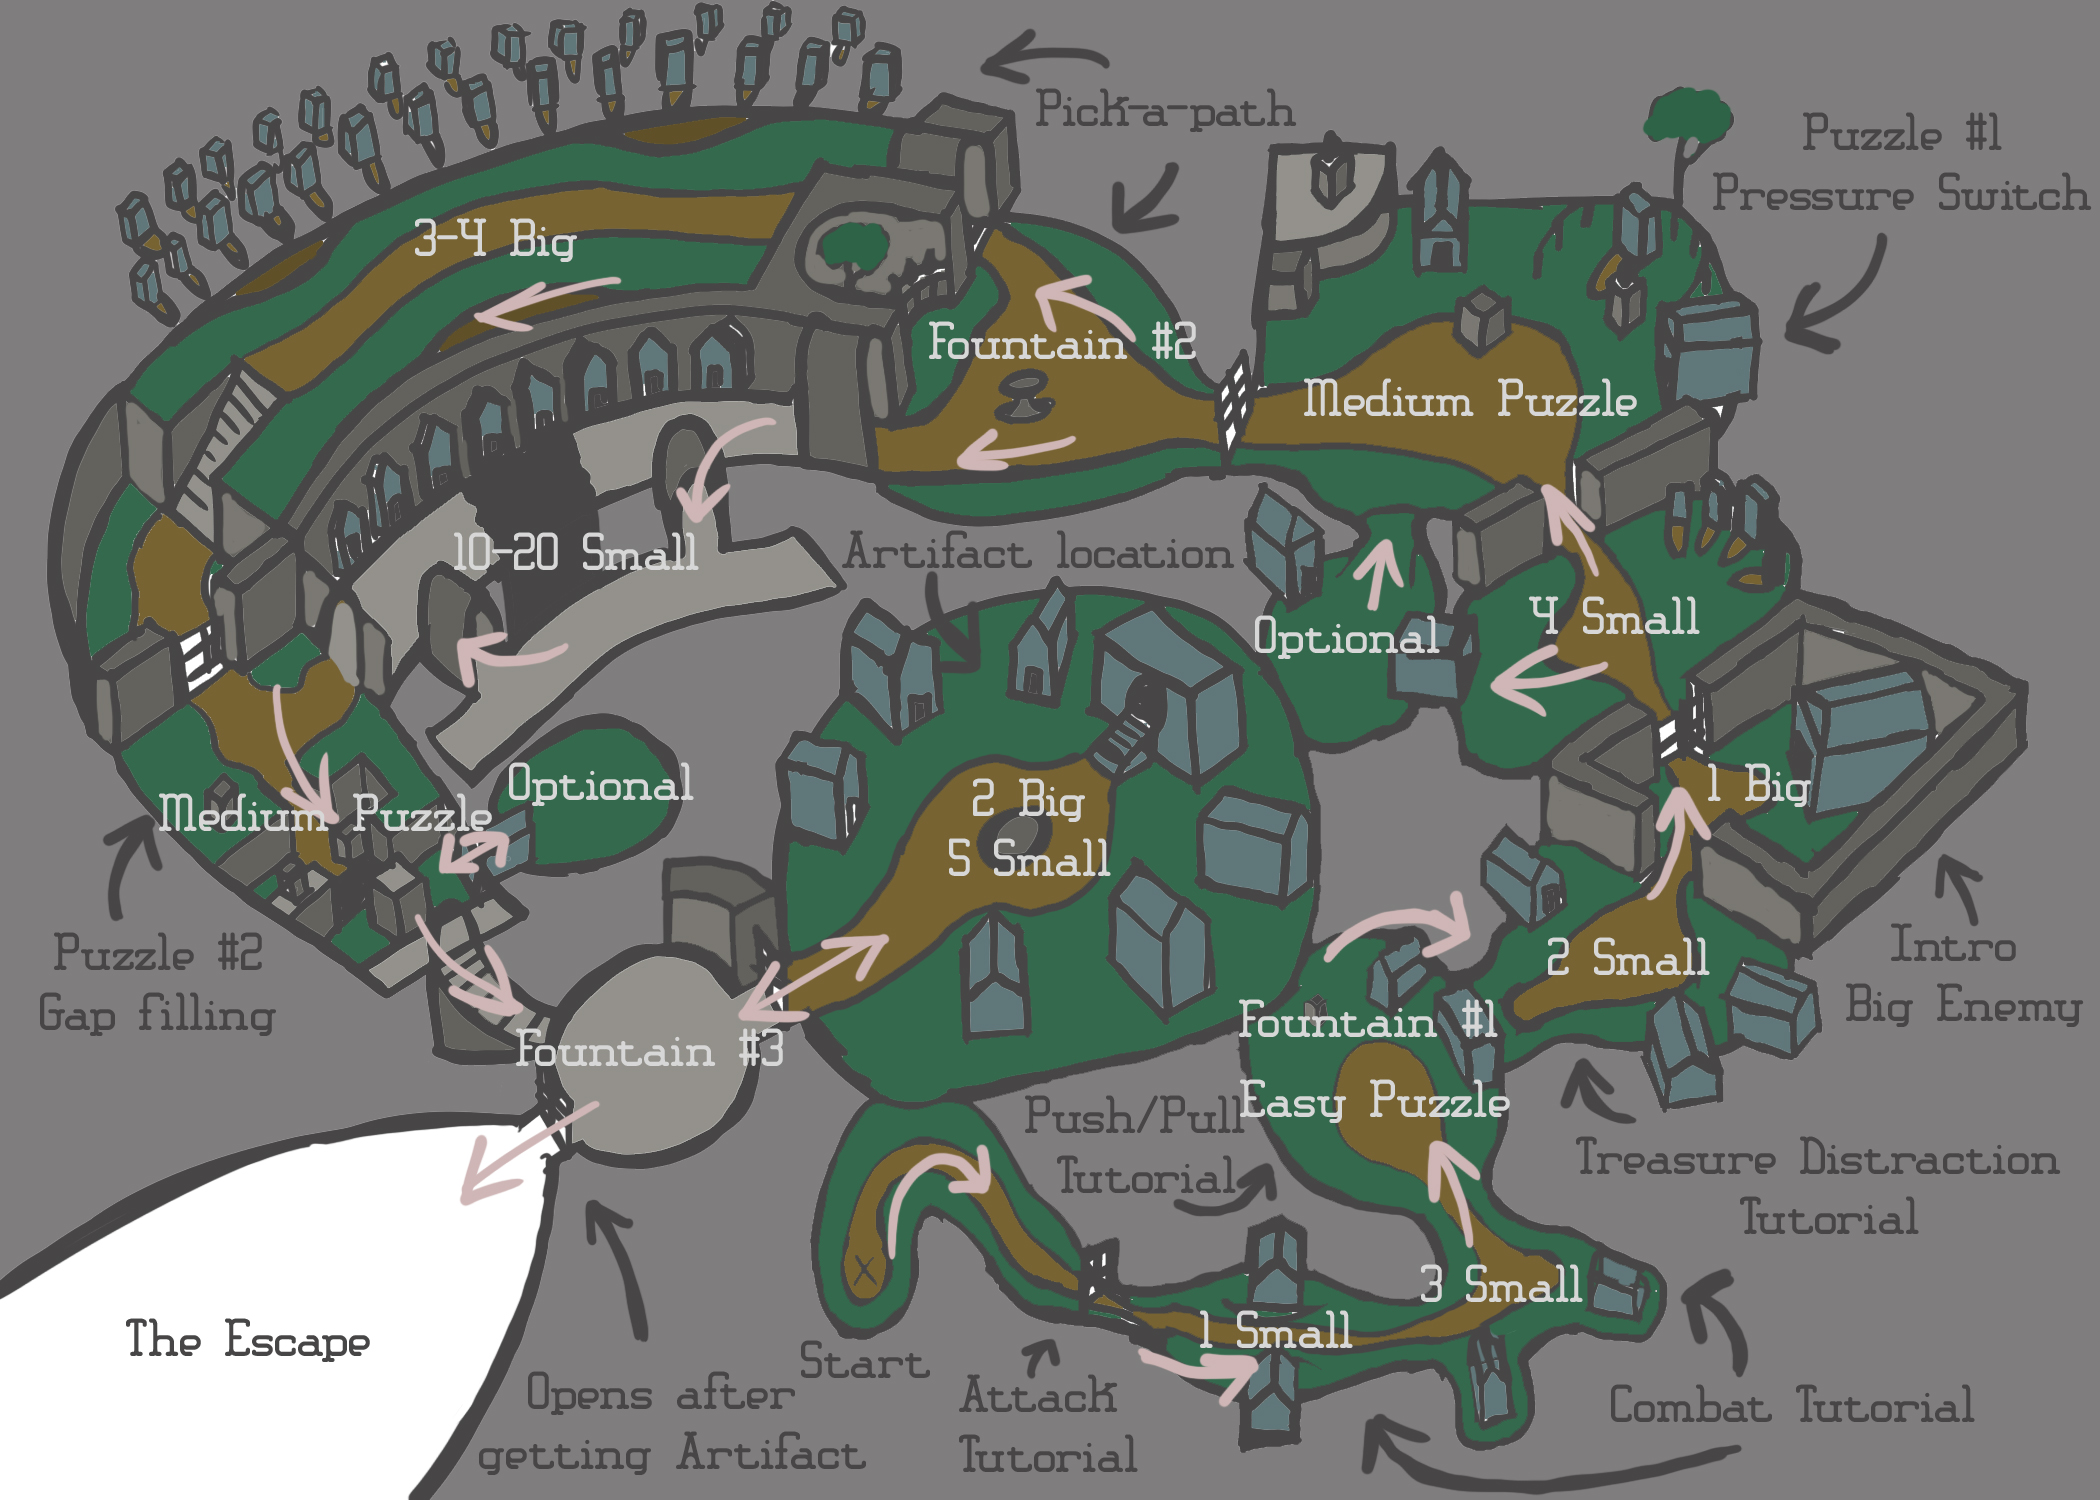 Pick-a-path
Puzzle #1
Pressure Switch
3-4 Big
Fountain #2
Medium Puzzle
10-20 Small
Artifact location
Optional
4 Small
Optional
Medium Puzzle
2 Big
5 Small
1 Big
Puzzle #2
Gap filling
Intro
Big Enemy
2 Small
Fountain #1
Fountain #3
Easy Puzzle
Push/Pull
Tutorial
Treasure Distraction
Tutorial
3 Small
1 Small
The Escape
Start
Opens after
getting Artifact
Attack
Tutorial
Combat Tutorial